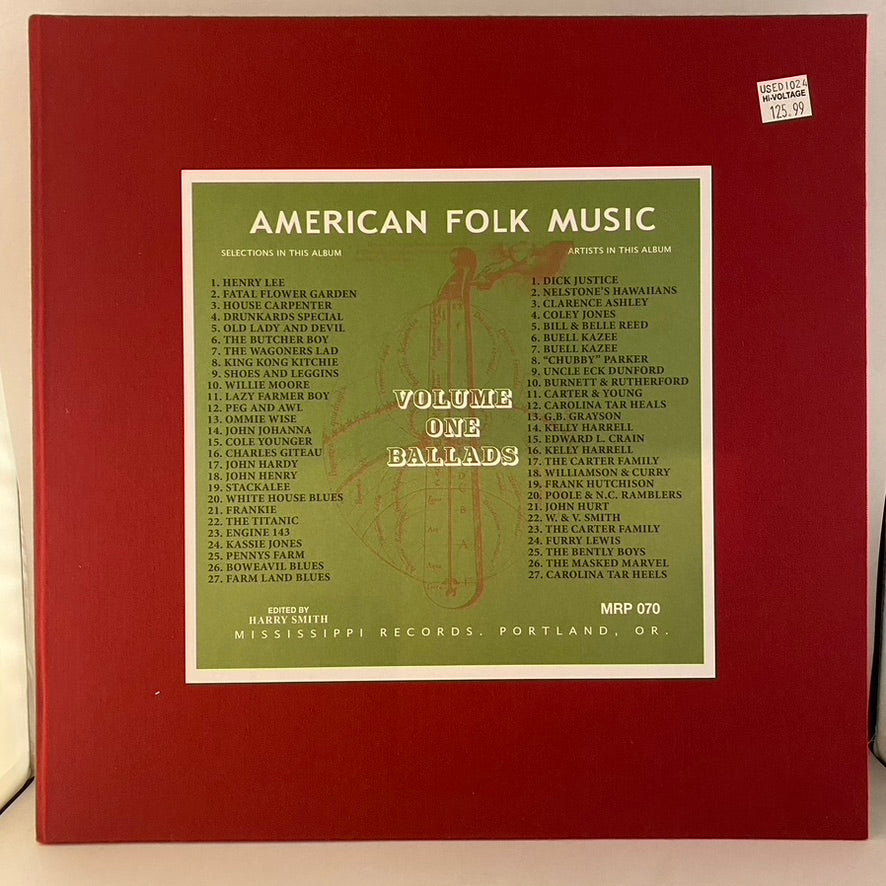 USED1024
HI-VOLTAGE
125.99
AMERICAN FOLK MUSIC
SELECTIONS IN THIS ALBUM
1. HENRY LEE
2. FATAL FLOWER GARDEN
3. HOUSE CARPENTER
4. DRUNKARDS SPECIAL
5. OLD LADY AND DEVIL
6. THE BUTCHER BOY
7. THE WAGONERS LAD
8. KING KONG KITCHIE
9. SHOES AND LEGGINS
10. WILLIE MOORE
11. LAZY FARMER BOY
12. PEG AND AWL
13. OMMIE WISE
14. JOHN JOHANNA
15. COLE YOUNGER
16. CHARLES GITEAU
17. JOHN HARDY
18. JOHN HENRY
19. STACKALEE
20. WHITE HOUSE BLUES
21. FRANKIE
22. THE TITANIC
23. ENGINE 143
24. KASSIE JONES
25. PENNYS FARM
26. BOWEAVIL BLUES
27. FARM LAND BLUES
VOLUME
ONE
BALLADS
ARTISTS IN THIS ALBUM
1. DICK JUSTICE
2. NELSTONE'S HAWAIIANS
3. CLARENCE ASHLEY
4. COLEY JONES
5. BILL & BELLE REED
6. BUELL KAZEE
7. BUELL KAZEE
8. "CHUBBY" PARKER
9. UNCLE ECK DUNFORD
10. BURNETT & RUTHERFORD
11. CARTER & YOUNG
12. CAROLINA TAR HEALS
13. G.B. GRAYSON
14. KELLY HARRELL
15. EDWARD L. CRAIN
16. KELLY HARRELL
17. THE CARTER FAMILY
18. WILLIAMSON & CURRY
19. FRANK HUTCHISON
20. POOLE & N.C. RAMBLERS
21. JOHN HURT
22. W. & V. SMITH
23. THE CARTER FAMILY
24. FURRY LEWIS
25. THE BENTLY BOYS
26. THE MASKED MARVEL
27. CAROLINA TAR HEELS
EDITED BY
HARRY SMITH
MRP 070
MISSISSIPPI RECORDS. PORTLAND, OR.